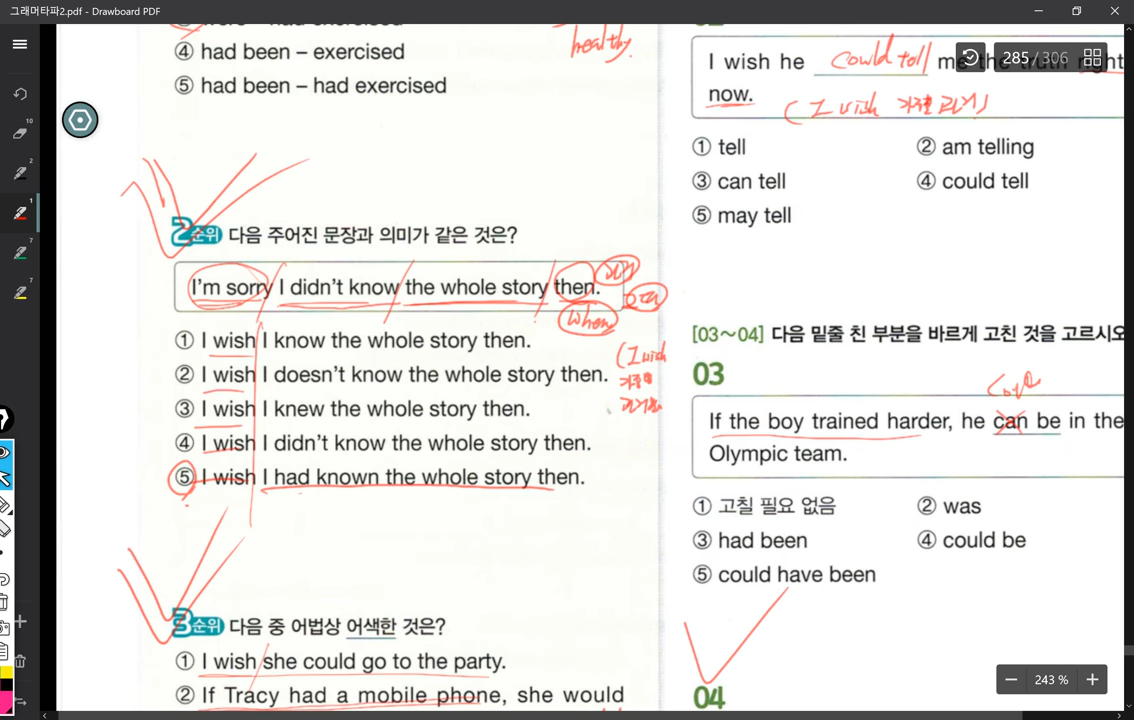 그래머타파2.pdf - Drawboard PDF
285 / 306
④ had been – exercised
⑤ had been – had exercised
healthy.
2순위 다음 주어진 문장과 의미가 같은 것은?
I'm sorry I didn't know the whole story then.
when
① I wish I know the whole story then.
② I wish I doesn't know the whole story then.
③ I wish I knew the whole story then.
④ I wish I didn't know the whole story then.
⑤ I wish I had known the whole story then.
(I wish
3순위 다음 중 어법상 어색한 것은?
① I wish she could go to the party.
② If Tracy had a mobile phone, she would
I wish he could tell me the truth right
now.
(I wish 가정법 과거)
① tell
② am telling
③ can tell
④ could tell
⑤ may tell
[03~04] 다음 밑줄 친 부분을 바르게 고친 것을 고르시오
03
If the boy trained harder, he can be in the
Olympic team.
① 고칠 필요 없음
② was
③ had been
④ could be
⑤ could have been
04
243 %
10
2
1
7
7